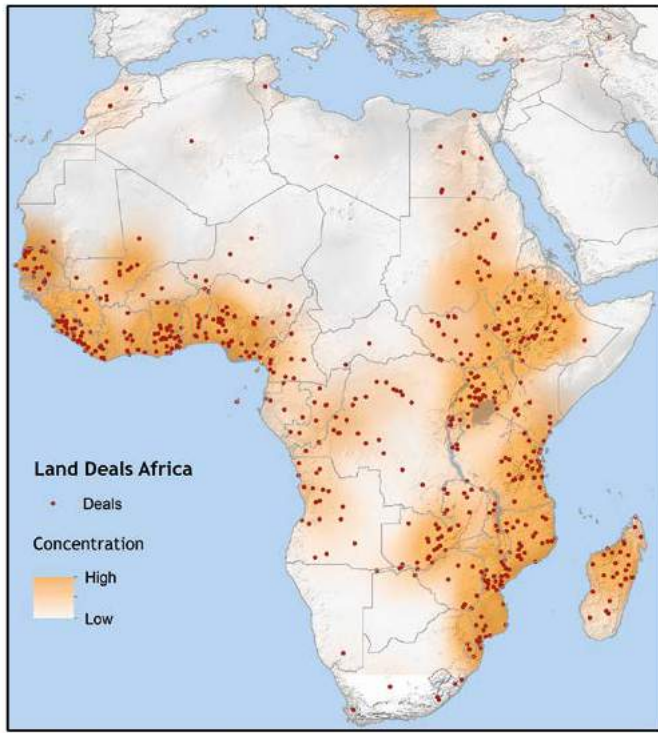 Land Deals Africa
Deals
Concentration
High
Low